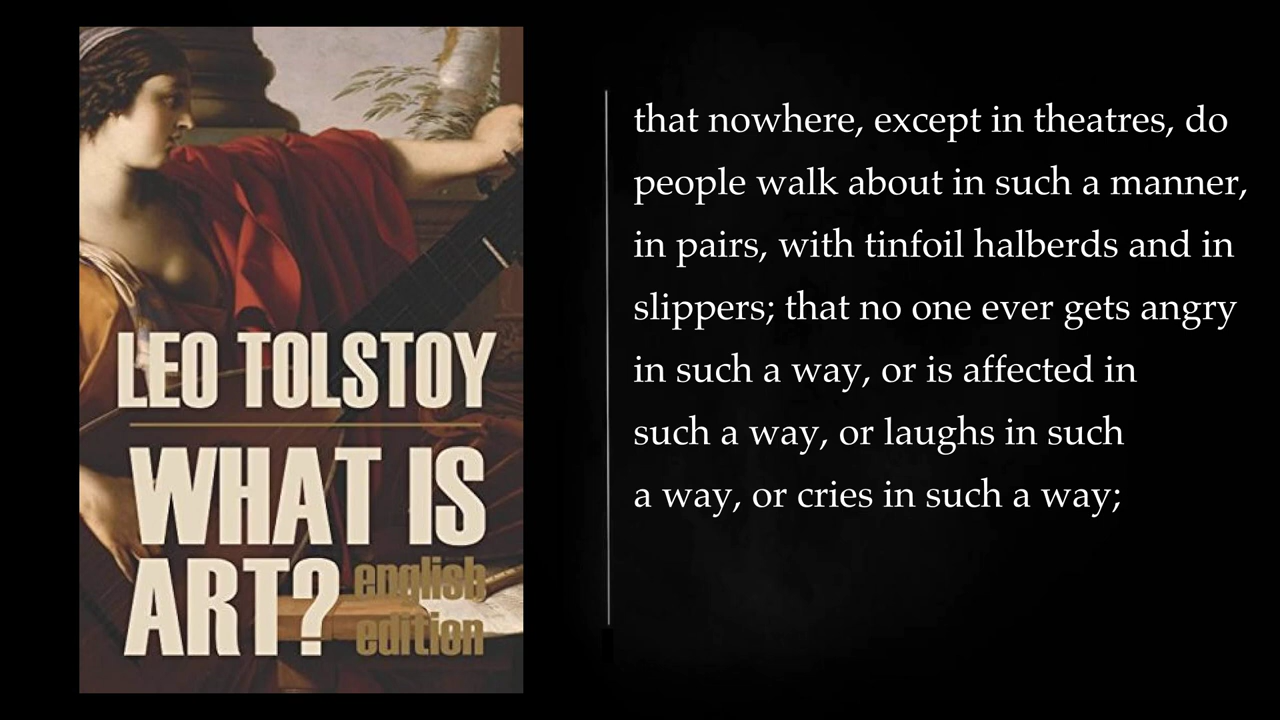 LEO TOLSTOY
WHAT IS
ART?
english
edition
that nowhere, except in theatres, do
people walk about in such a manner,
in pairs, with tinfoil halberds and in
slippers; that no one ever gets angry
in such a way, or is affected in
such a way, or laughs in such
a way, or cries in such a way;